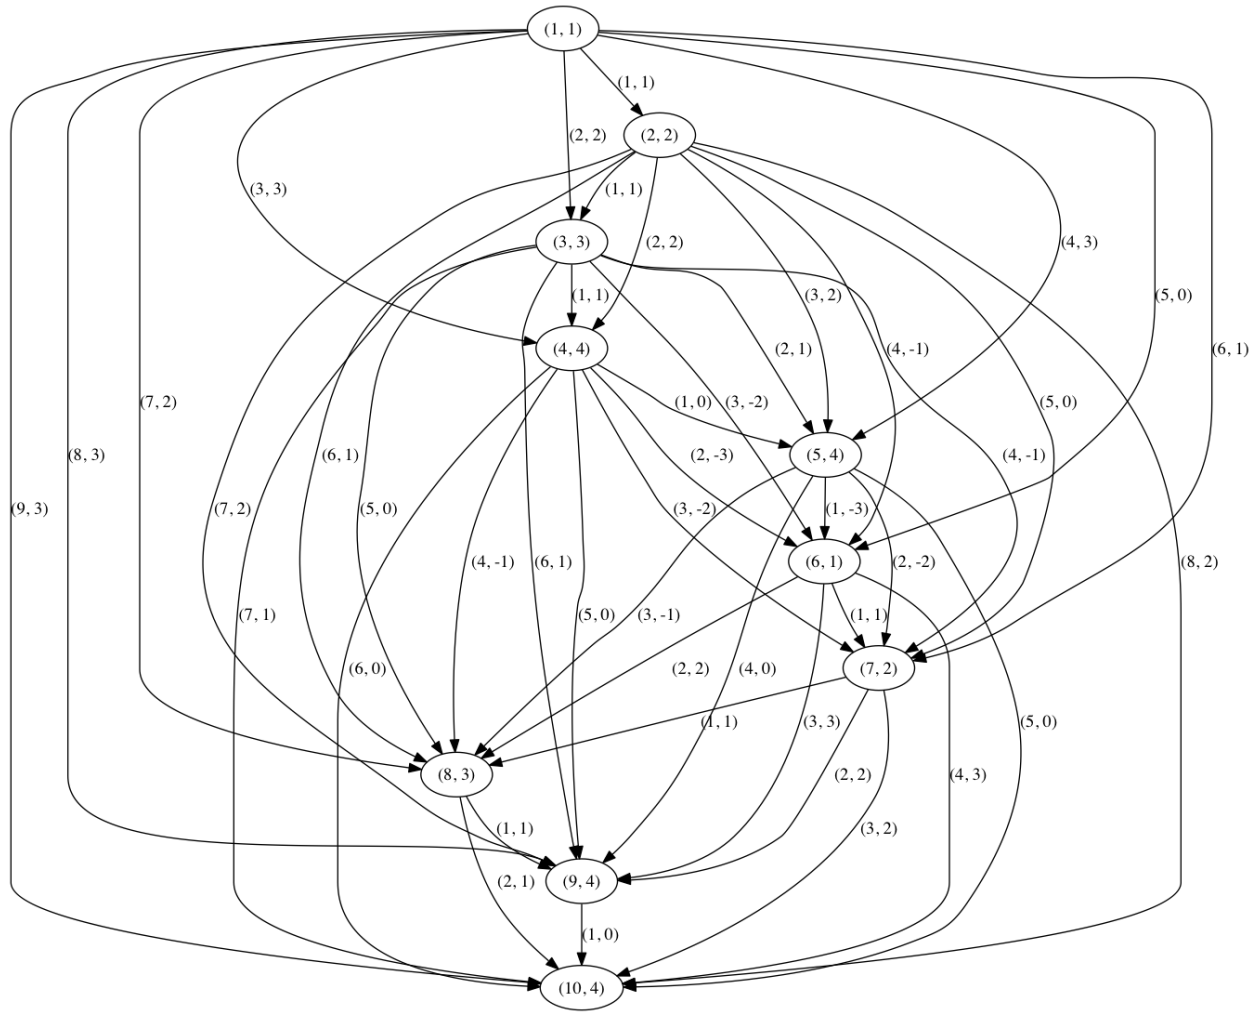 (1, 1)
(1, 1)
(2, 2) (2, 2)
(3, 3) (1, 1)
(3, 3) (2, 2) (4, 3)
(1, 1) (3, 2) (5, 0)
(4, 4) (2, 1) (4, -1) (6, 1)
(7, 2) (1, 0) (3, -2) (5, 0)
(8, 3) (6, 1) (2, -3) (5, 4) (4, -1)
(9, 3) (7, 2) (5, 0) (3, -2) (1, -3)
(4, -1) (6, 1) (6, 1) (2, -2) (8, 2)
(7, 1) (5, 0) (3, -1) (1, 1)
(6, 0) (2, 2) (4, 0) (7, 2)
(1, 1) (3, 3) (5, 0)
(8, 3) (2, 2) (4, 3)
(1, 1) (3, 2)
(2, 1) (9, 4)
(1, 0)
(10, 4)